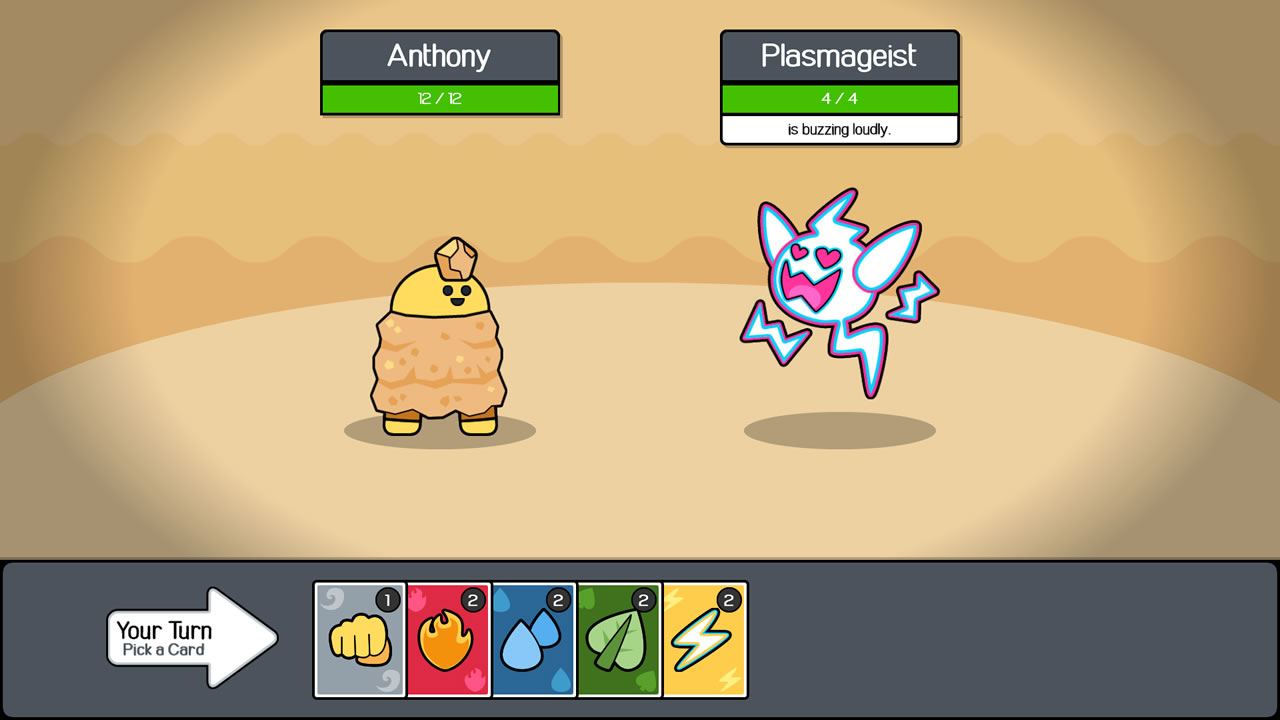 Anthony
12 / 12
Plasmageist
4 / 4
is buzzing loudly.
Your Turn
Pick a Card
1
2
2
2
2